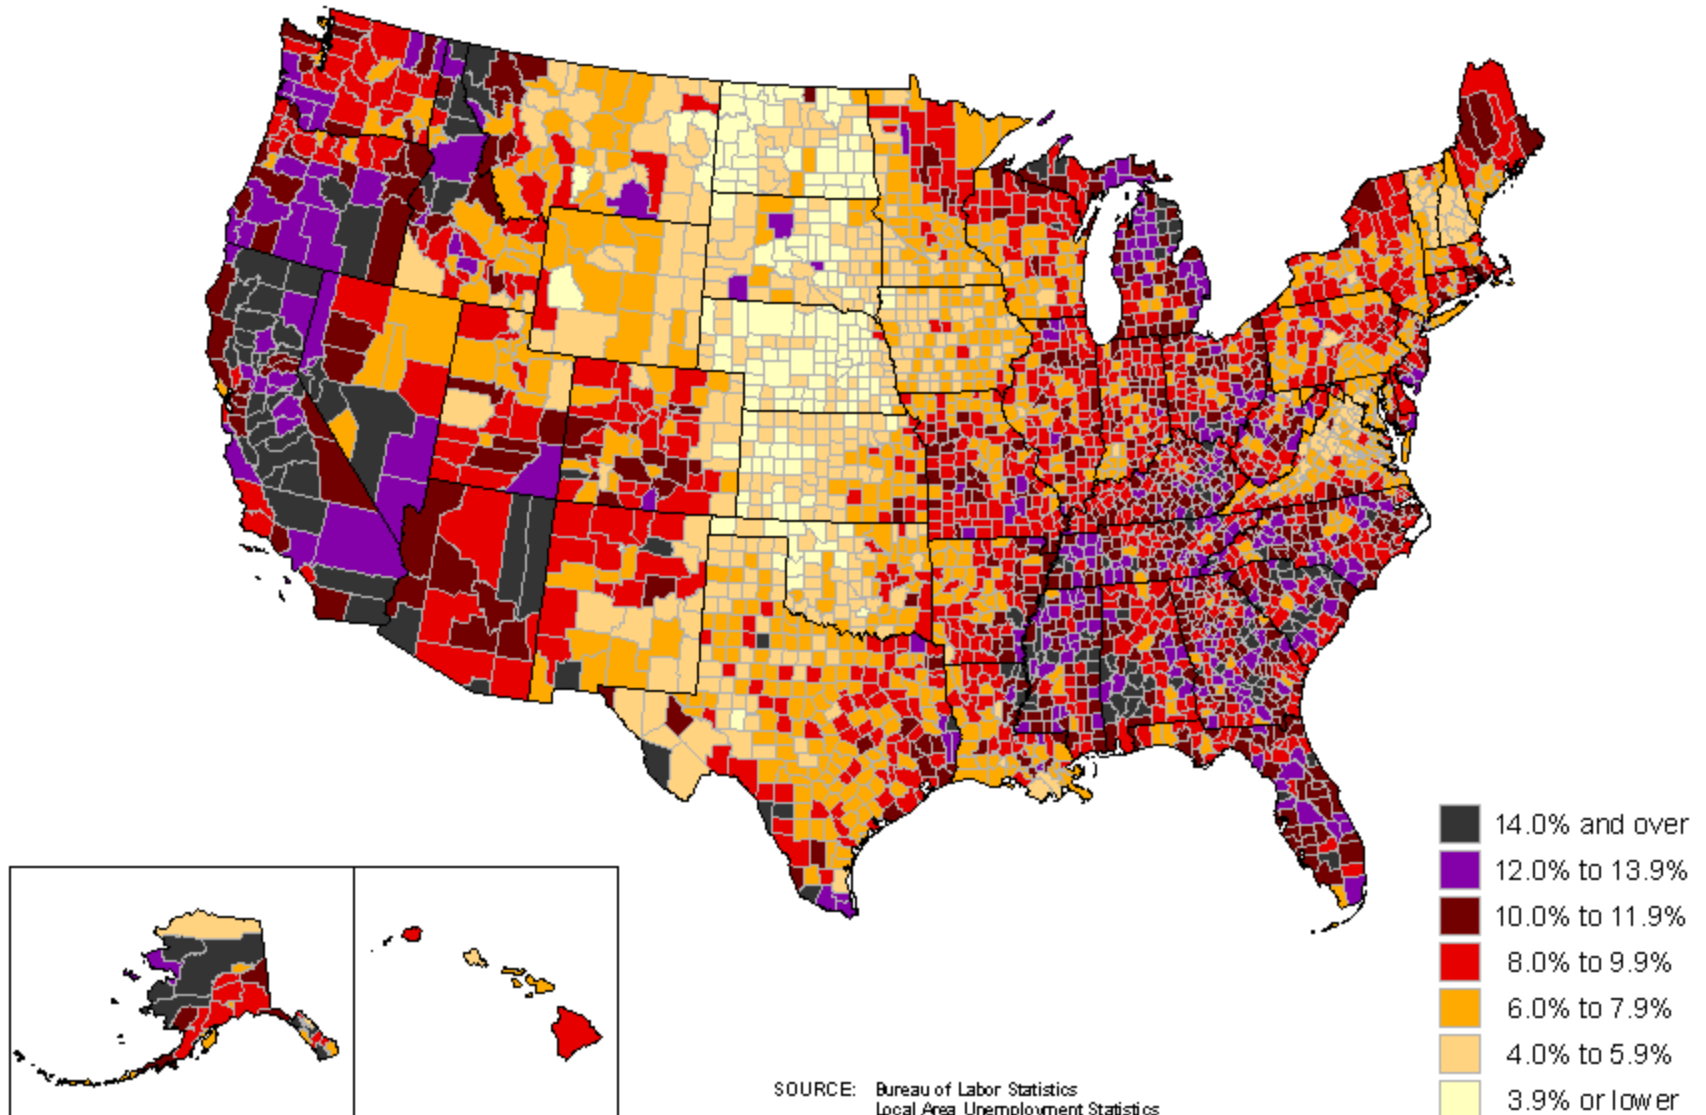 14.0% and over
12.0% to 13.9%
10.0% to 11.9%
8.0% to 9.9%
6.0% to 7.9%
4.0% to 5.9%
3.9% or lower
SOURCE: Bureau of Labor Statistics
Local Area Unemployment Statistics